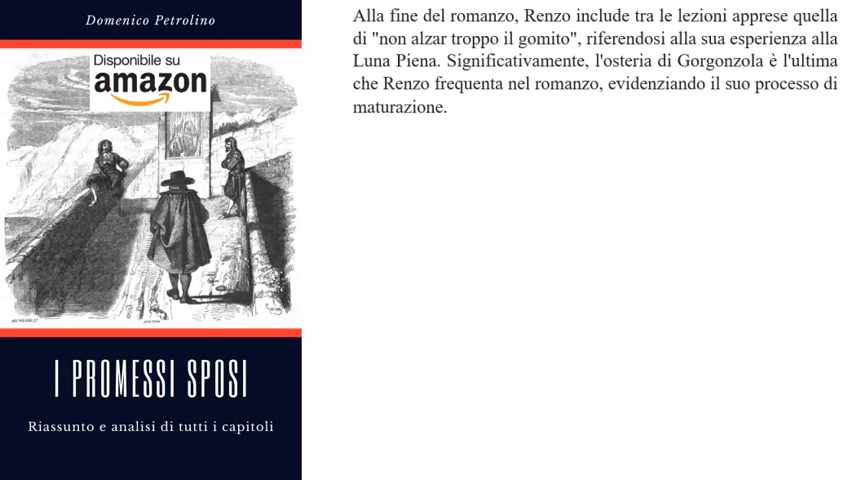 Domenico Petrolino
Disponibile su
amazon
I PROMESSI SPOSI
Riassunto e analisi di tutti i capitoli
Alla fine del romanzo, Renzo include tra le lezioni apprese quella
di "non alzar troppo il gomito", riferendosi alla sua esperienza alla
Luna Piena. Significativamente, l'osteria di Gorgonzola è l'ultima
che Renzo frequenta nel romanzo, evidenziando il suo processo di
maturazione.